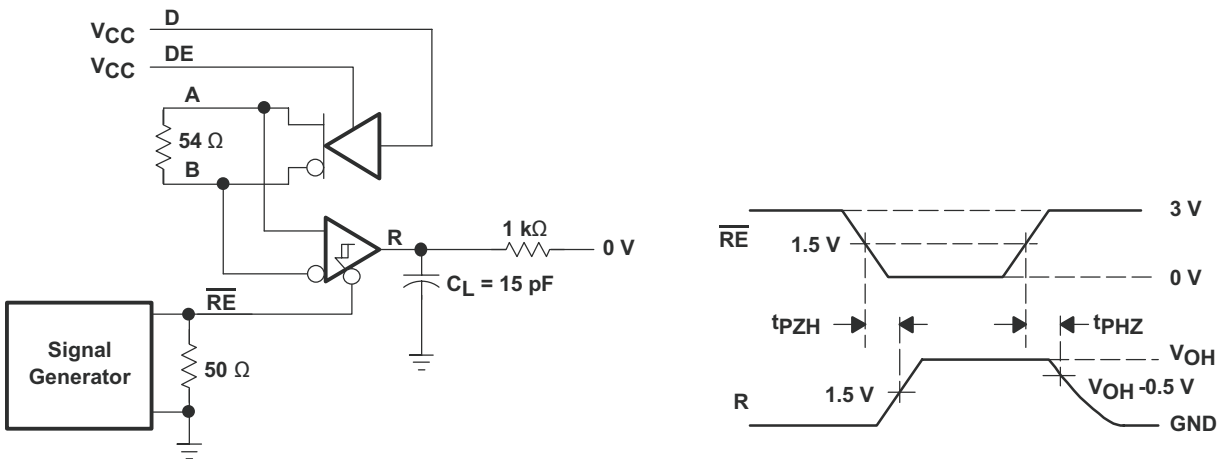 VCC D
VCC DE
A
54 Ω
B
R
1 kΩ
0 V
CL = 15 pF
RE
Signal
Generator
50 Ω
3 V
RE
1.5 V
0 V
tPZH
tPHZ
VOH
1.5 V
VOH -0.5 V
R
GND